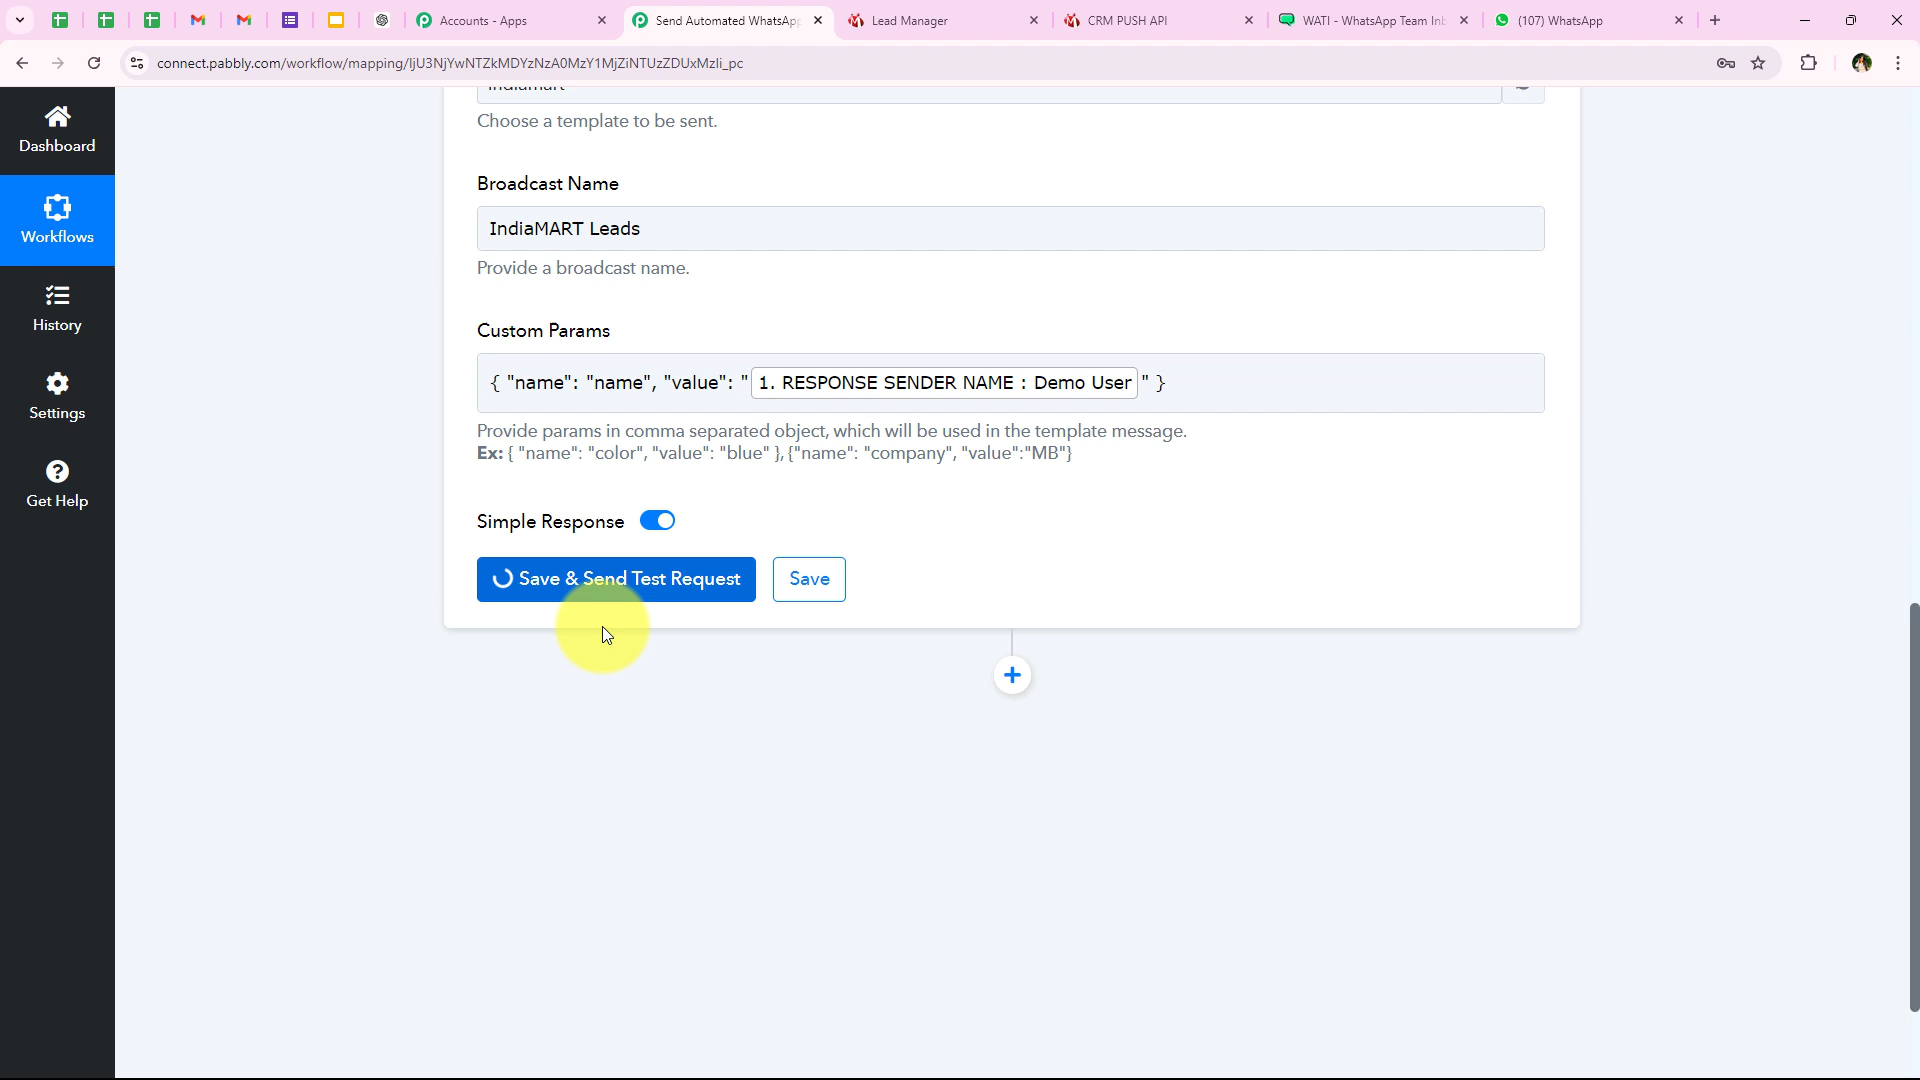 Accounts - Apps
Send Automated WhatsApp
Lead Manager
CRM PUSH API
WATI - WhatsApp Team Int
(107) WhatsApp
connect.pabbly.com/workflow/mapping/IjU3NjYwNTZkMDYzNzA0MzY1MjZiNTUzZDUxMzIi_pc
Dashboard
Workflows
History
Settings
Get Help
Choose a template to be sent.
Broadcast Name
IndiaMART Leads
Provide a broadcast name.
Custom Params
{ "name": "name", "value": " 1. RESPONSE SENDER NAME : Demo User " }
Provide params in comma separated object, which will be used in the template message.
Ex: { "name": "color", "value": "blue" },{"name": "company", "value":"MB"}
Simple Response
Save & Send Test Request
Save